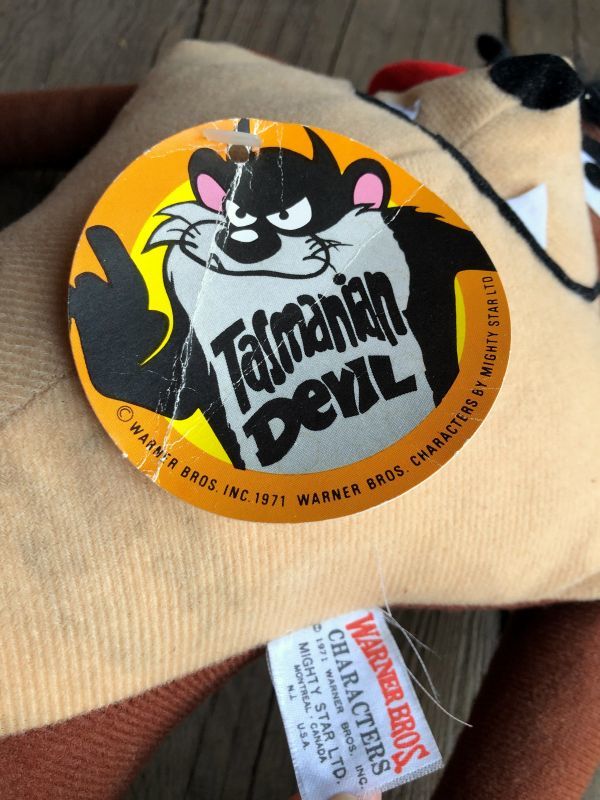 Tasmanian
DEVIL
© WARNER BROS. INC. 1971 WARNER BROS. CHARACTERS BY MIGHTY STAR LTD
WARNER BROS.
CHARACTERS
© 1971 WARNER BROS. INC.
MIGHTY STAR LTD.
MONTREAL, CANADA
N.J. U.S.A.